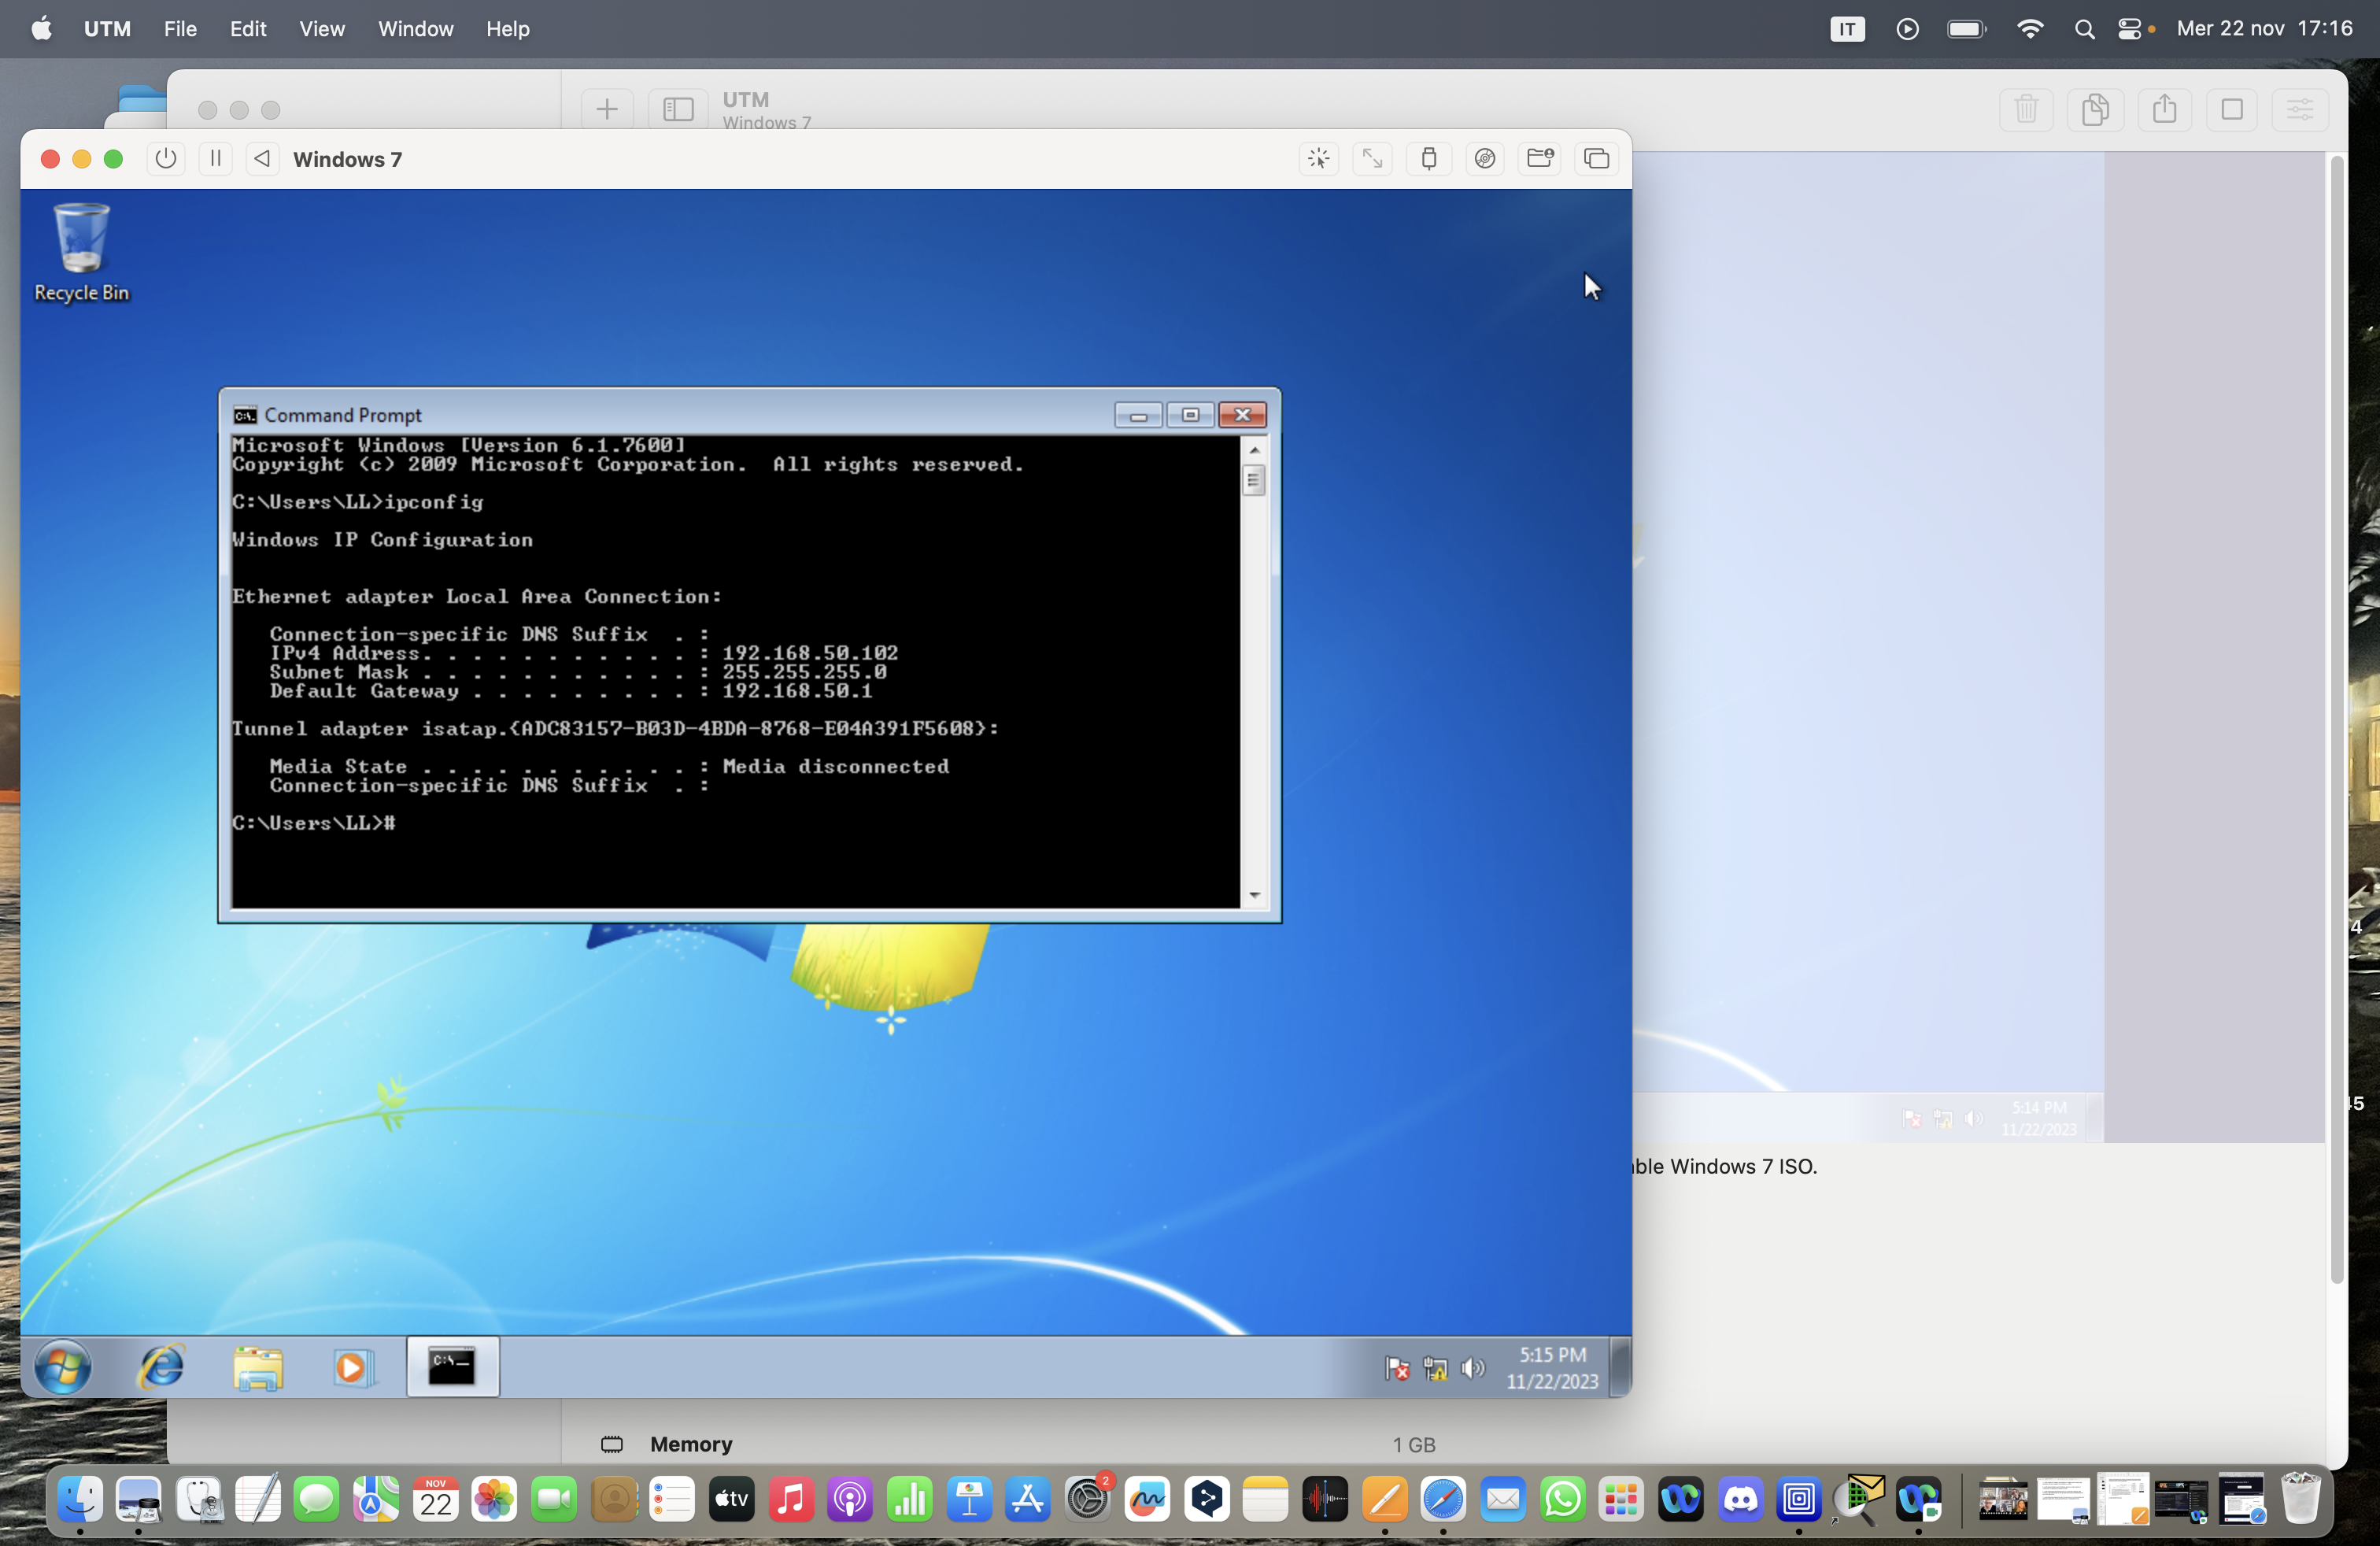 UTM File Edit View Window Help IT Mer 22 nov 17:16
UTM
Windows 7
Windows 7
Recycle Bin
Command Prompt
Microsoft Windows [Version 6.1.7600]
Copyright (c) 2009 Microsoft Corporation. All rights reserved.
C:\Users\LL>ipconfig
Windows IP Configuration
Ethernet adapter Local Area Connection:
Connection-specific DNS Suffix . :
IPv4 Address. . . . . . . . . . . : 192.168.50.102
Subnet Mask . . . . . . . . . . . : 255.255.255.0
Default Gateway . . . . . . . . . : 192.168.50.1
Tunnel adapter isatap.{ADC83157-B03D-4BDA-8768-E04A391F5608}:
Media State . . . . . . . . . . . : Media disconnected
Connection-specific DNS Suffix . :
C:\Users\LL>#
4
5:14 PM
11/22/2023
Windows 7 ISO.
5:15 PM
11/22/2023
Memory 1 GB
NOV
22
tv
2